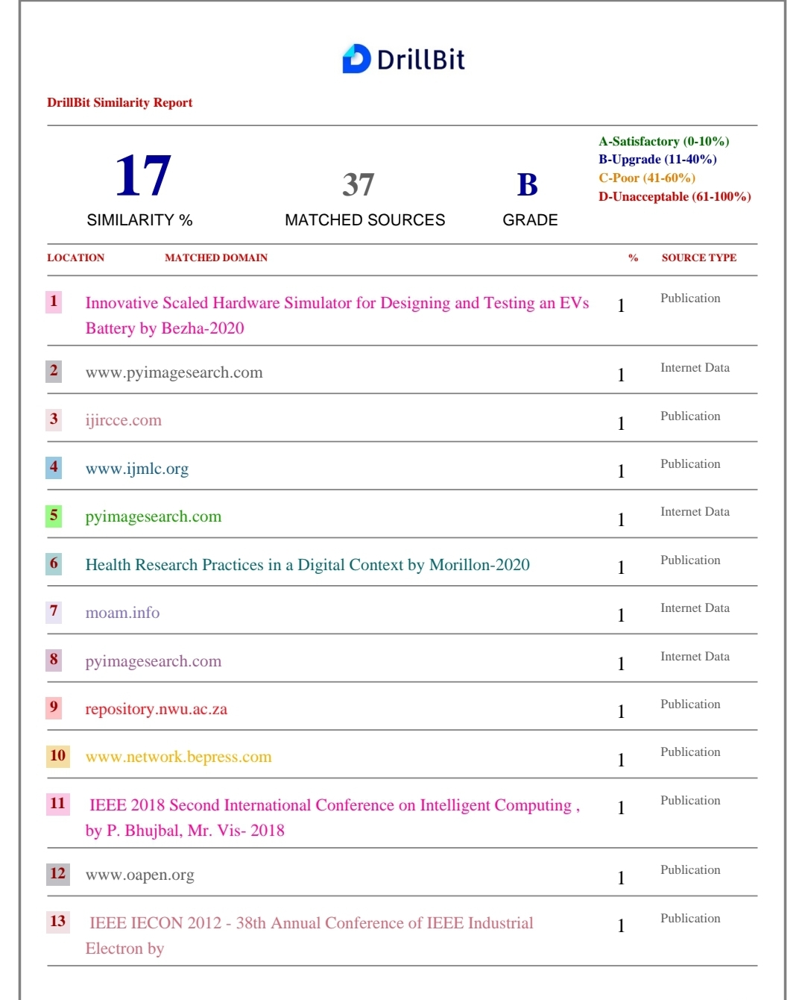 DrillBit
DrillBit Similarity Report
17
SIMILARITY %
37
MATCHED SOURCES
B
GRADE
A-Satisfactory (0-10%)
B-Upgrade (11-40%)
C-Poor (41-60%)
D-Unacceptable (61-100%)
LOCATION MATCHED DOMAIN % SOURCE TYPE
1 Innovative Scaled Hardware Simulator for Designing and Testing an EVs 1 Publication
Battery by Bezha-2020
2 www.pyimagesearch.com 1 Internet Data
3 ijircce.com 1 Publication
4 www.ijmlc.org 1 Publication
5 pyimagesearch.com 1 Internet Data
6 Health Research Practices in a Digital Context by Morillon-2020 1 Publication
7 moam.info 1 Internet Data
8 pyimagesearch.com 1 Internet Data
9 repository.nwu.ac.za 1 Publication
10 www.network.bepress.com 1 Publication
11 IEEE 2018 Second International Conference on Intelligent Computing , 1 Publication
by P. Bhujbal, Mr. Vis- 2018
12 www.oapen.org 1 Publication
13 IEEE IECON 2012 - 38th Annual Conference of IEEE Industrial 1 Publication
Electron by